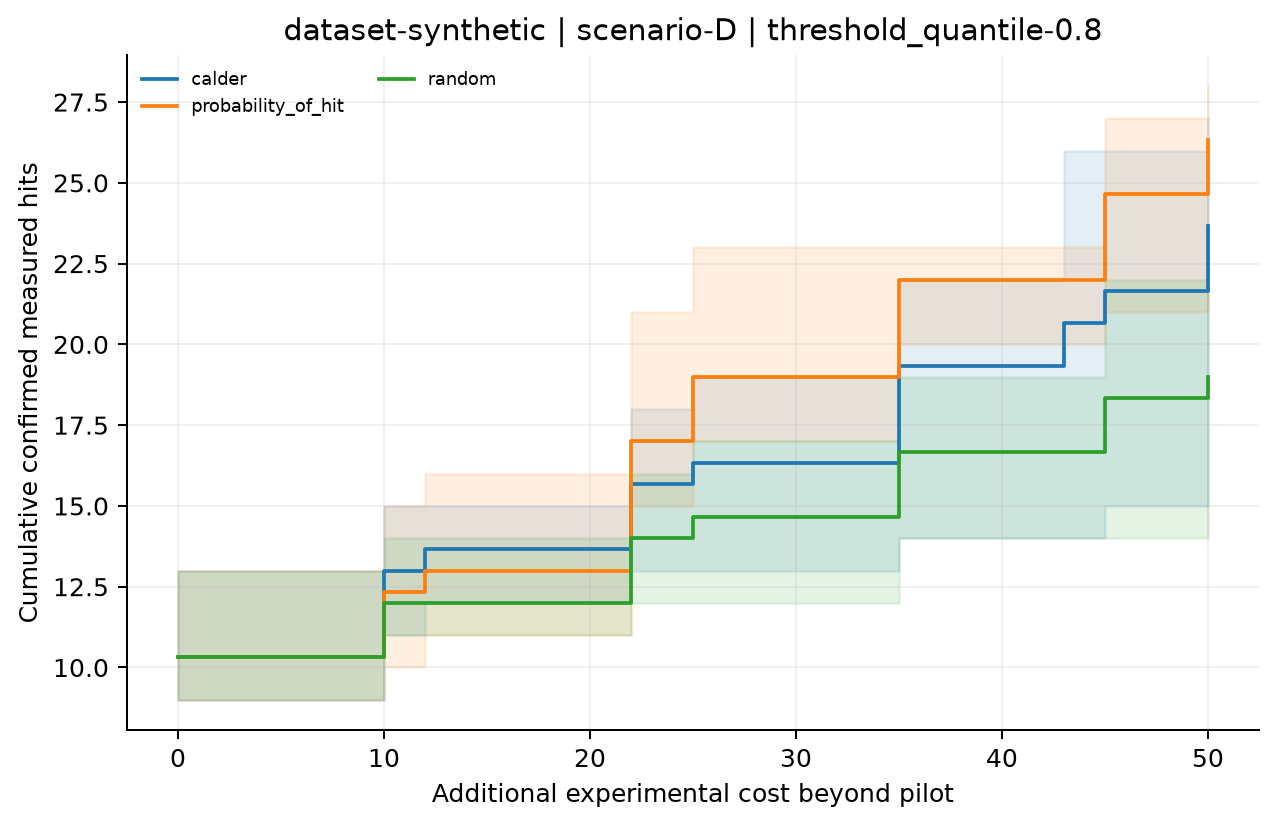 dataset-synthetic | scenario-D | threshold_quantile-0.8
calder
probability_of_hit
random
Cumulative confirmed measured hits
27.5
25.0
22.5
20.0
17.5
15.0
12.5
10.0
0 10 20 30 40 50
Additional experimental cost beyond pilot